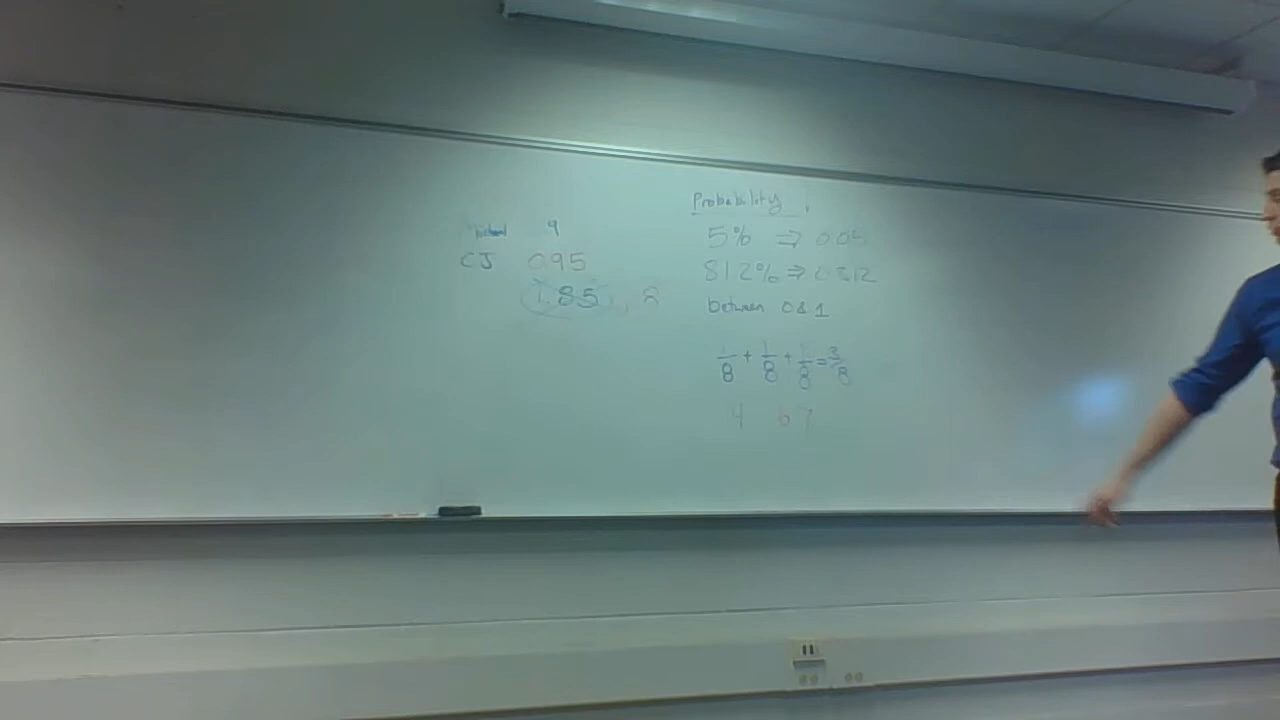 Probability
9
5% ⇒ 0.05
CJ 0.95
81.2% ⇒ 0.812
1.85
between 0 & 1
1/8 + 1/8 + 1/8 = 3/8
4 6 7